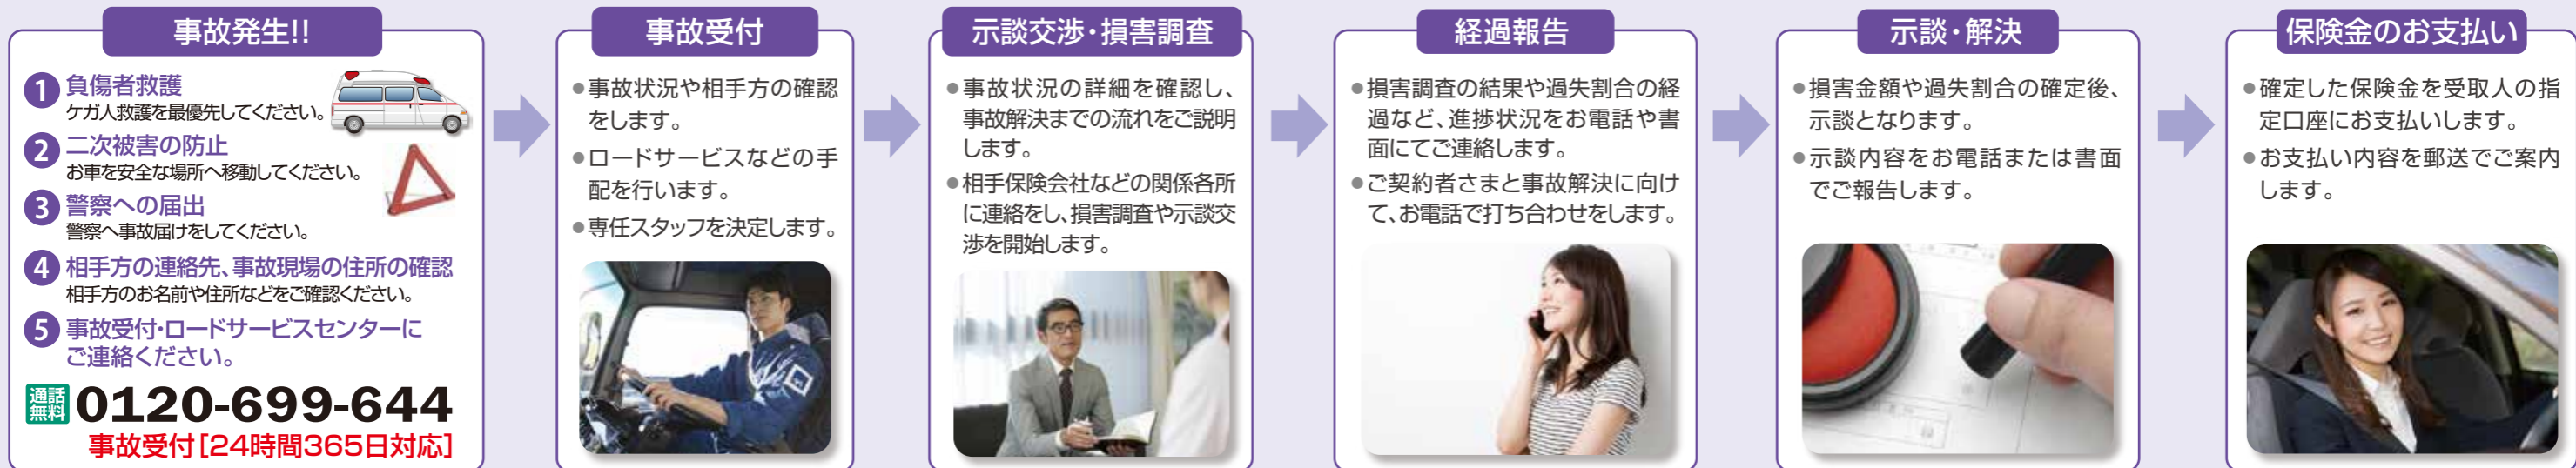 事故発生!!
1 負傷者救護
ケガ人救護を最優先してください。
2 二次被害の防止
お車を安全な場所へ移動してください。
3 警察への届出
警察へ事故届けをしてください。
4 相手方の連絡先、事故現場の住所の確認
相手方のお名前や住所などをご確認ください。
5 事故受付・ロードサービスセンターに
ご連絡ください。
通話
無料 0120-699-644
事故受付[24時間365日対応]
事故受付
●事故状況や相手方の確認
をします。
●ロードサービスなどの手
配を行います。
●専任スタッフを決定します。
示談交渉・損害調査
●事故状況の詳細を確認し、
事故解決までの流れをご説明
します。
●相手保険会社などの関係各所
に連絡をし、損害調査や示談交
渉を開始します。
経過報告
●損害調査の結果や過失割合の経
過など、進捗状況をお電話や書
面にてご連絡します。
●ご契約者さまと事故解決に向け
て、お電話で打ち合わせをします。
示談・解決
●損害金額や過失割合の確定後、
示談となります。
●示談内容をお電話または書面
でご報告します。
保険金のお支払い
●確定した保険金を受取人の指
定口座にお支払いします。
●お支払い内容を郵送でご案内
します。